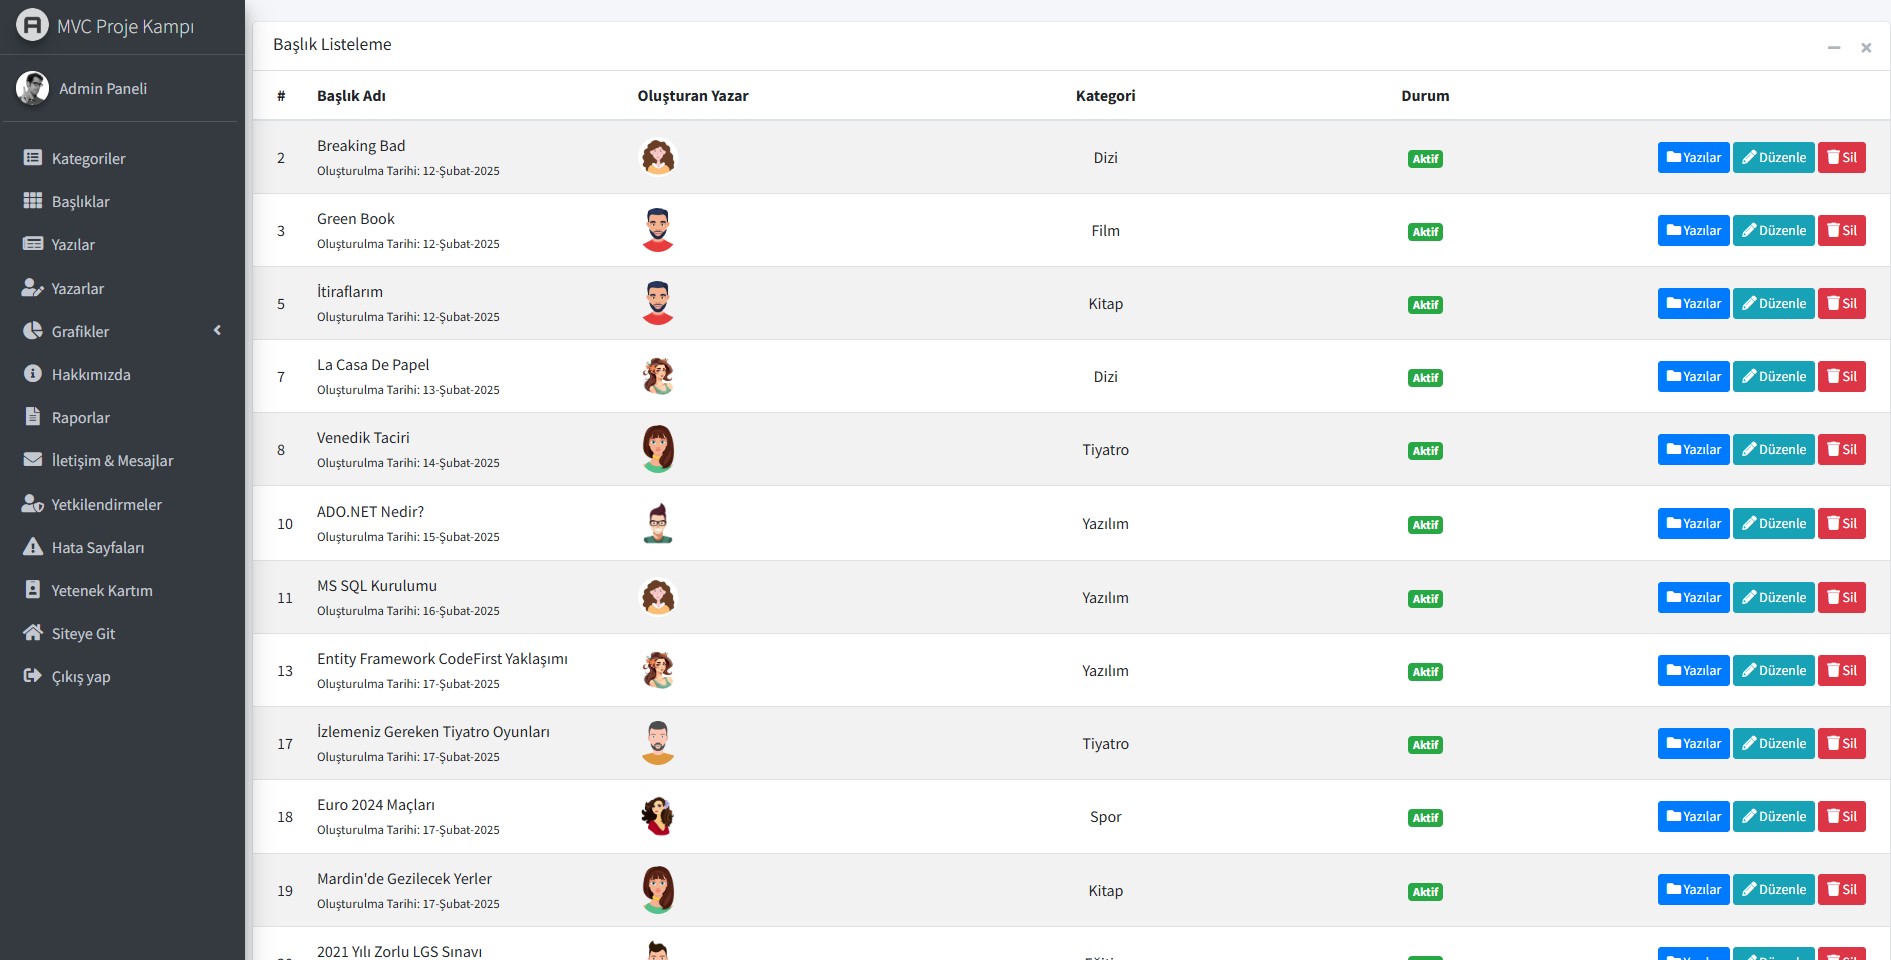 MVC Proje Kampı
Admin Paneli
Kategoriler
Başlıklar
Yazılar
Yazarlar
Grafikler
Hakkımızda
Raporlar
İletişim & Mesajlar
Yetkilendirmeler
Hata Sayfaları
Yetenek Kartım
Siteye Git
Çıkış yap
Başlık Listeleme
# Başlık Adı Oluşturan Yazar Kategori Durum
2 Breaking Bad Dizi Aktif Yazılar Düzenle Sil
Oluşturulma Tarihi: 12-Şubat-2025
3 Green Book Film Aktif Yazılar Düzenle Sil
Oluşturulma Tarihi: 12-Şubat-2025
5 İtiraflarım Kitap Aktif Yazılar Düzenle Sil
Oluşturulma Tarihi: 12-Şubat-2025
7 La Casa De Papel Dizi Aktif Yazılar Düzenle Sil
Oluşturulma Tarihi: 13-Şubat-2025
8 Venedik Taciri Tiyatro Aktif Yazılar Düzenle Sil
Oluşturulma Tarihi: 14-Şubat-2025
10 ADO.NET Nedir? Yazılım Aktif Yazılar Düzenle Sil
Oluşturulma Tarihi: 15-Şubat-2025
11 MS SQL Kurulumu Yazılım Aktif Yazılar Düzenle Sil
Oluşturulma Tarihi: 16-Şubat-2025
13 Entity Framework CodeFirst Yaklaşımı Yazılım Aktif Yazılar Düzenle Sil
Oluşturulma Tarihi: 17-Şubat-2025
17 İzlemeniz Gereken Tiyatro Oyunları Tiyatro Aktif Yazılar Düzenle Sil
Oluşturulma Tarihi: 17-Şubat-2025
18 Euro 2024 Maçları Spor Aktif Yazılar Düzenle Sil
Oluşturulma Tarihi: 17-Şubat-2025
19 Mardin'de Gezilecek Yerler Kitap Aktif Yazılar Düzenle Sil
Oluşturulma Tarihi: 17-Şubat-2025
2021 Yılı Zorlu LGS Sınavı Yazılar Düzenle Sil